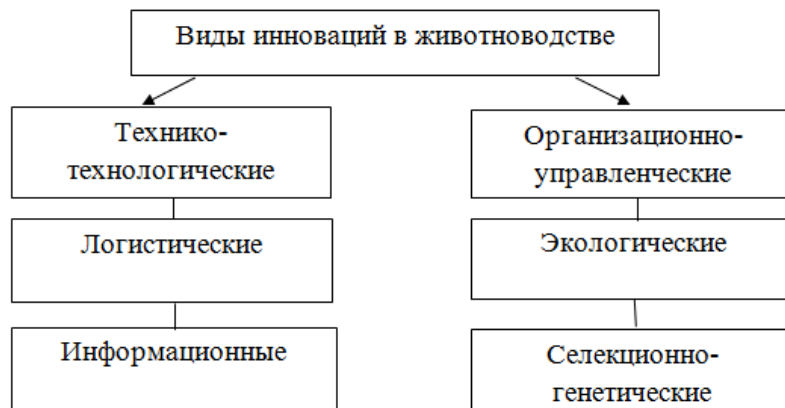 Виды инноваций в животноводстве
Технико-
технологические
Организационно-
управленческие
Логистические
Экологические
Информационные
Селекционно-
генетические